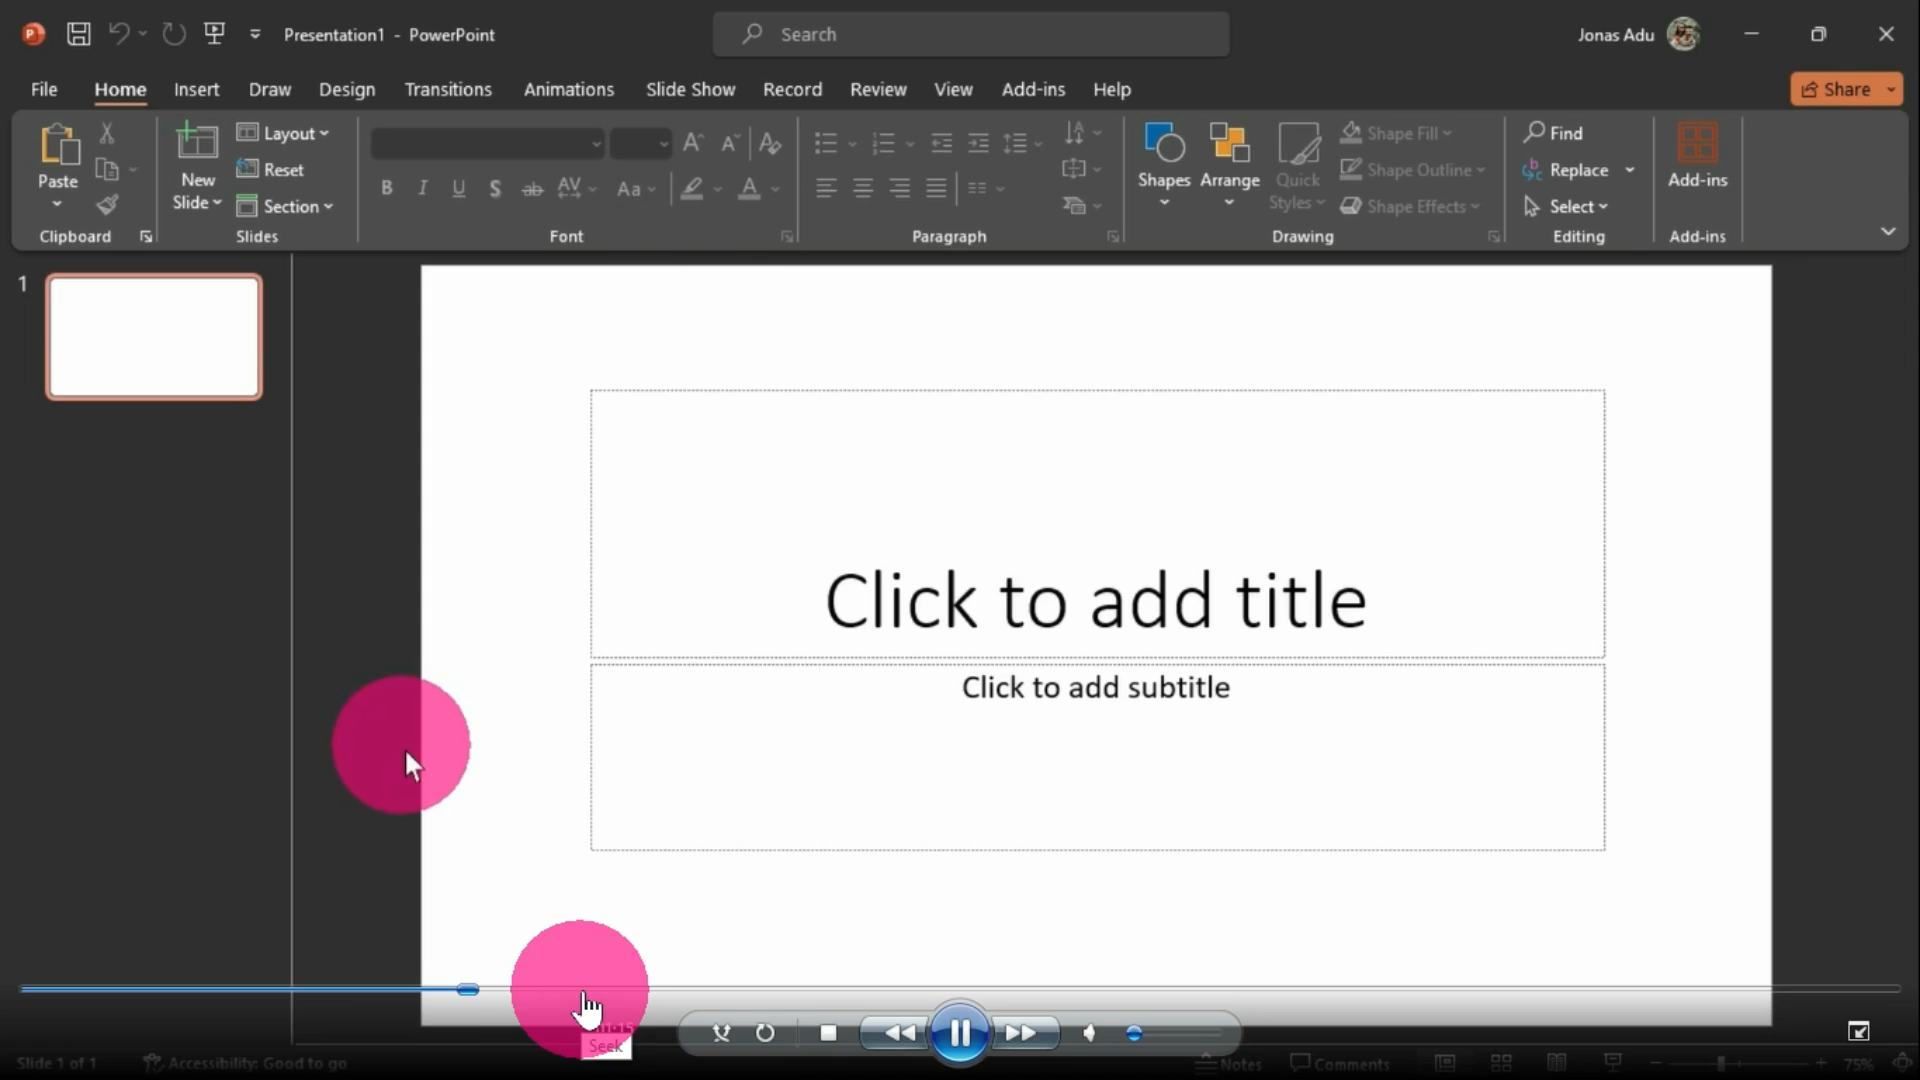 Presentation1 - PowerPoint
Search
Jonas Adu
File Home Insert Draw Design Transitions Animations Slide Show Record Review View Add-ins Help
Share
Paste
New Slide
Layout
Reset
Section
Shapes
Arrange
Quick Styles
Shape Fill
Shape Outline
Shape Effects
Find
Replace
Select
Add-ins
Clipboard
Slides
Font
Paragraph
Drawing
Editing
Add-ins
1
Click to add title
Click to add subtitle
Seek
Slide 1 of 1
Accessibility: Good to go
Notes
Comments
75%